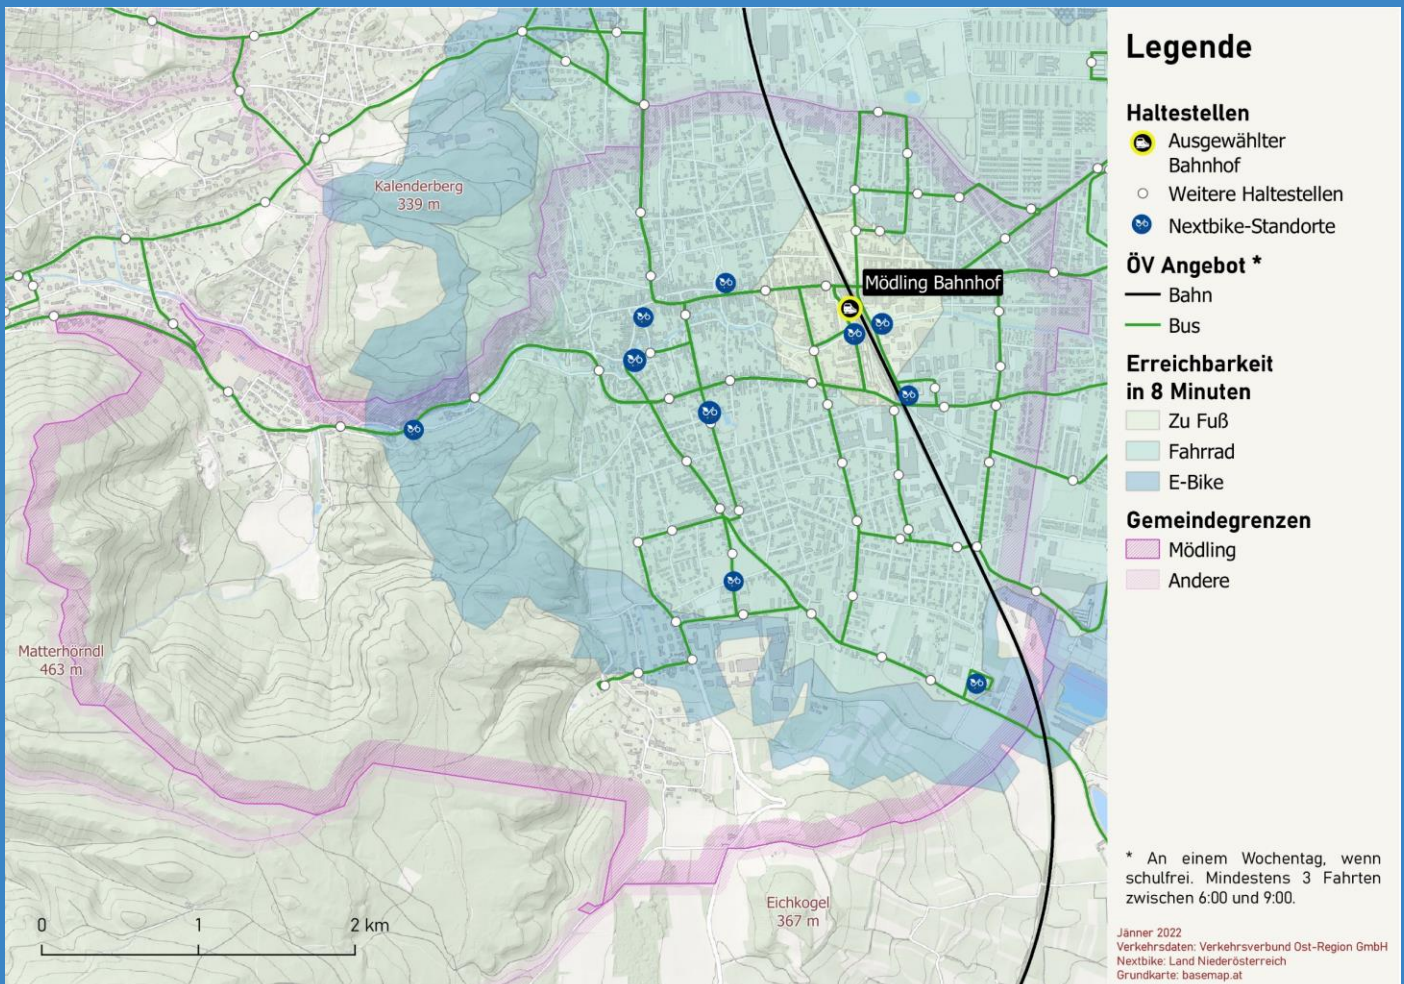 Kalenderberg
339 m
Mödling Bahnhof
Matterhörndl
463 m
Eichkogel
367 m
0 1 2 km
Legende
Haltestellen
Ausgewählter
Bahnhof
Weitere Haltestellen
Nextbike-Standorte
ÖV Angebot *
Bahn
Bus
Erreichbarkeit
in 8 Minuten
Zu Fuß
Fahrrad
E-Bike
Gemeindegrenzen
Mödling
Andere
* An einem Wochentag, wenn
schulfrei. Mindestens 3 Fahrten
zwischen 6:00 und 9:00.
Jänner 2022
Verkehrsdaten: Verkehrsverbund Ost-Region GmbH
Nextbike: Land Niederösterreich
Grundkarte: basemap.at